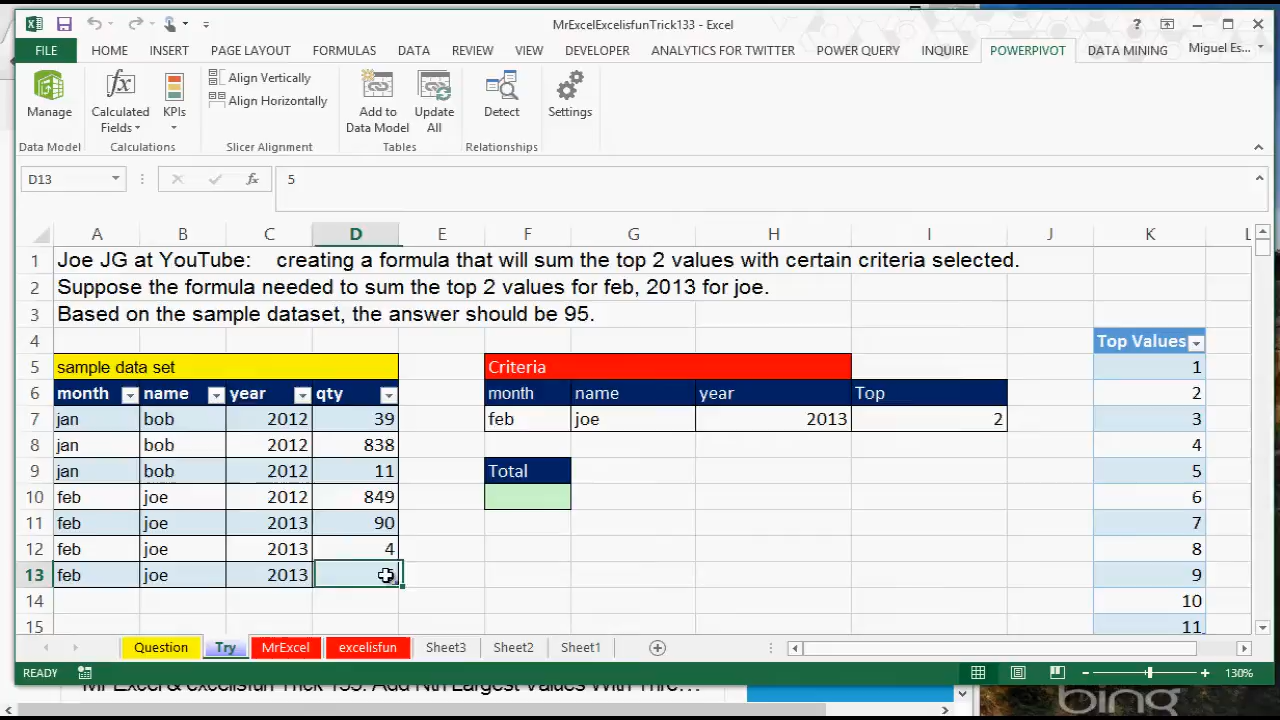 MrExcelExcelisfunTrick133 - Excel
FILE HOME INSERT PAGE LAYOUT FORMULAS DATA REVIEW VIEW DEVELOPER ANALYTICS FOR TWITTER POWER QUERY INQUIRE POWERPIVOT DATA MINING Miguel Es...
Manage Calculated Fields KPIs Align Vertically Align Horizontally Add to Data Model Update All Detect Settings
Data Model Calculations Slicer Alignment Tables Relationships
D13 fx 5
A B C D E F G H I J K L
1 Joe JG at YouTube: creating a formula that will sum the top 2 values with certain criteria selected.
2 Suppose the formula needed to sum the top 2 values for feb, 2013 for joe.
3 Based on the sample dataset, the answer should be 95.
4 Top Values
5 sample data set Criteria 1
6 month name year qty month name year Top 2
7 jan bob 2012 39 feb joe 2013 2 3
8 jan bob 2012 838 4
9 jan bob 2012 11 Total 5
10 feb joe 2012 849 6
11 feb joe 2013 90 7
12 feb joe 2013 4 8
13 feb joe 2013 9
14 10
15 11
Question Try MrExcel excelisfun Sheet3 Sheet2 Sheet1
READY 130%
bing